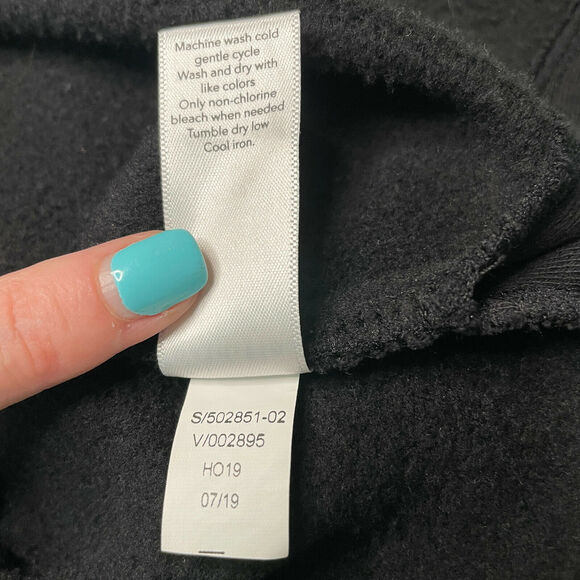 Machine wash cold
gentle cycle
Wash and dry with
like colors
Only non-chlorine
bleach when needed
Tumble dry low
Cool iron.
S/502851-02
V/002895
HO19
07/19